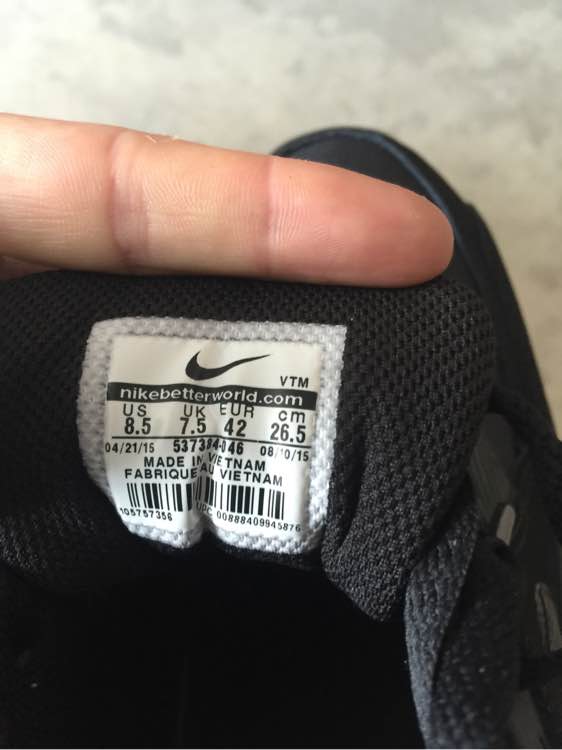 VTM
nikebetterworld.com
US UK EUR cm
8.5 7.5 42 26.5
04/21/15 537384-046 08/10/15
MADE IN VIETNAM
FABRIQUE AU VIETNAM
105757356 UPC 00888409945876